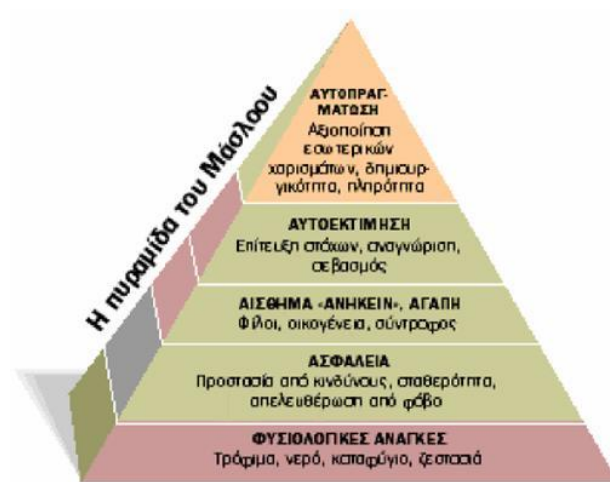 Η πυραμίδα του Μάσλοου
ΑΥΤΟΠΡΑΓ-
ΜΑΤΩΣΗ
Αξιοποίηση
εσωτερικών
χαρισμάτων, δημιουρ-
γικότητα, πληρότητα
ΑΥΤΟΕΚΤΙΜΗΣΗ
Επίτευξη στόχων, αναγνώριση,
σεβασμός
ΑΙΣΘΗΜΑ «ΑΝΗΚΕΙΝ», ΑΓΑΠΗ
Φίλοι, οικογένεια, σύντροφος
ΑΣΦΑΛΕΙΑ
Προστασία από κινδύνους, σταθερότητα,
απελευθέρωση από φόβο
ΦΥΣΙΟΛΟΓΙΚΕΣ ΑΝΑΓΚΕΣ
Τρόφιμα, νερό, καταφύγιο, ζεστασιά